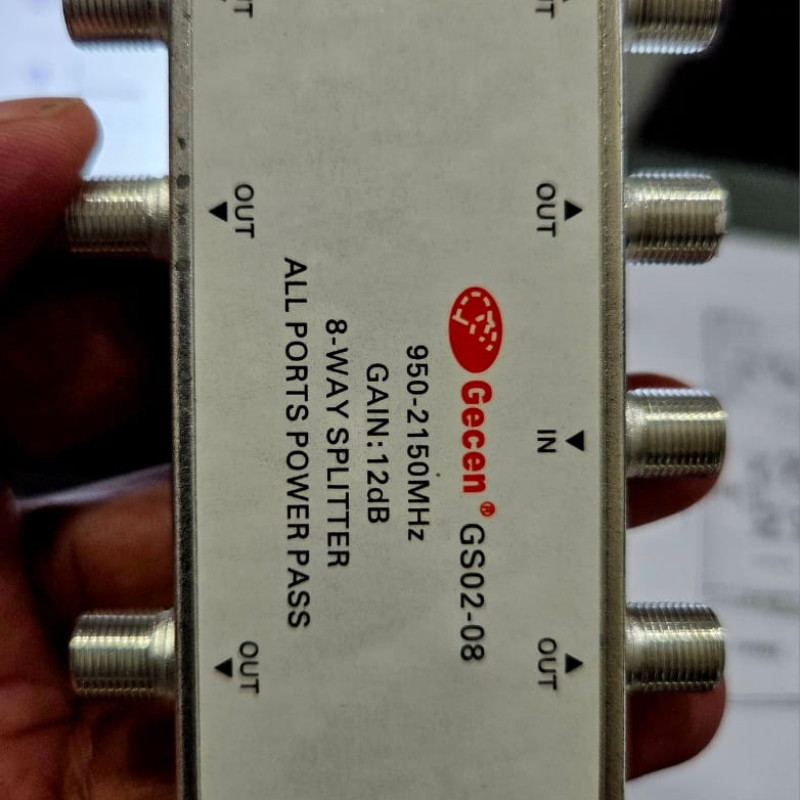 OUT
OUT
IN
OUT
Gecen® GS02-08
950-2150MHz
GAIN:12dB
8-WAY SPLITTER
ALL PORTS POWER PASS
OUT
OUT